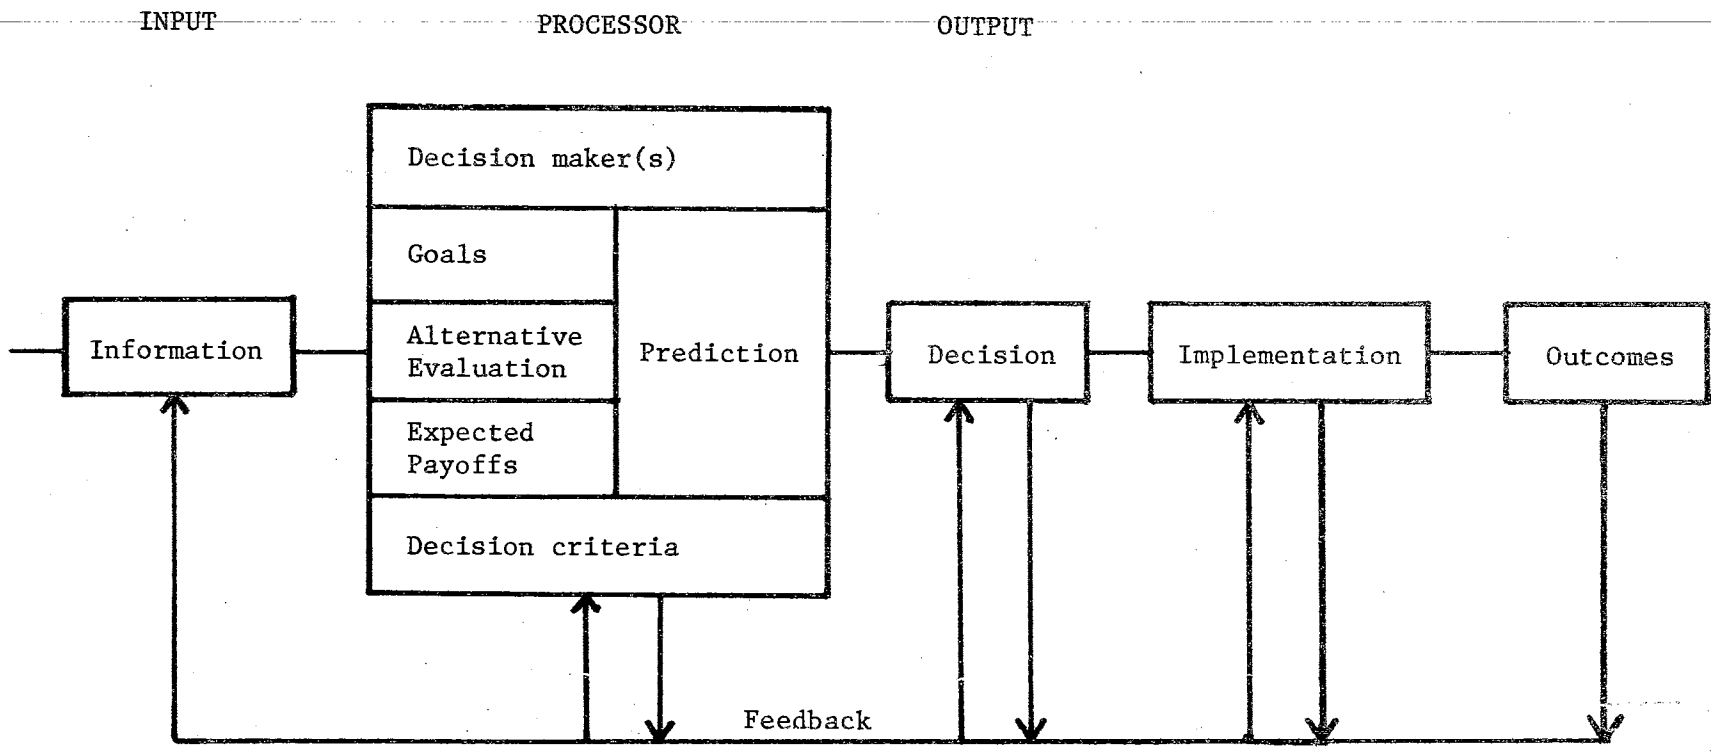 INPUT
PROCESSOR
OUTPUT
Decision maker(s)
Goals
Alternative
Evaluation
Expected
Payoffs
Prediction
Decision criteria
Information
Decision
Implementation
Outcomes
Feedback